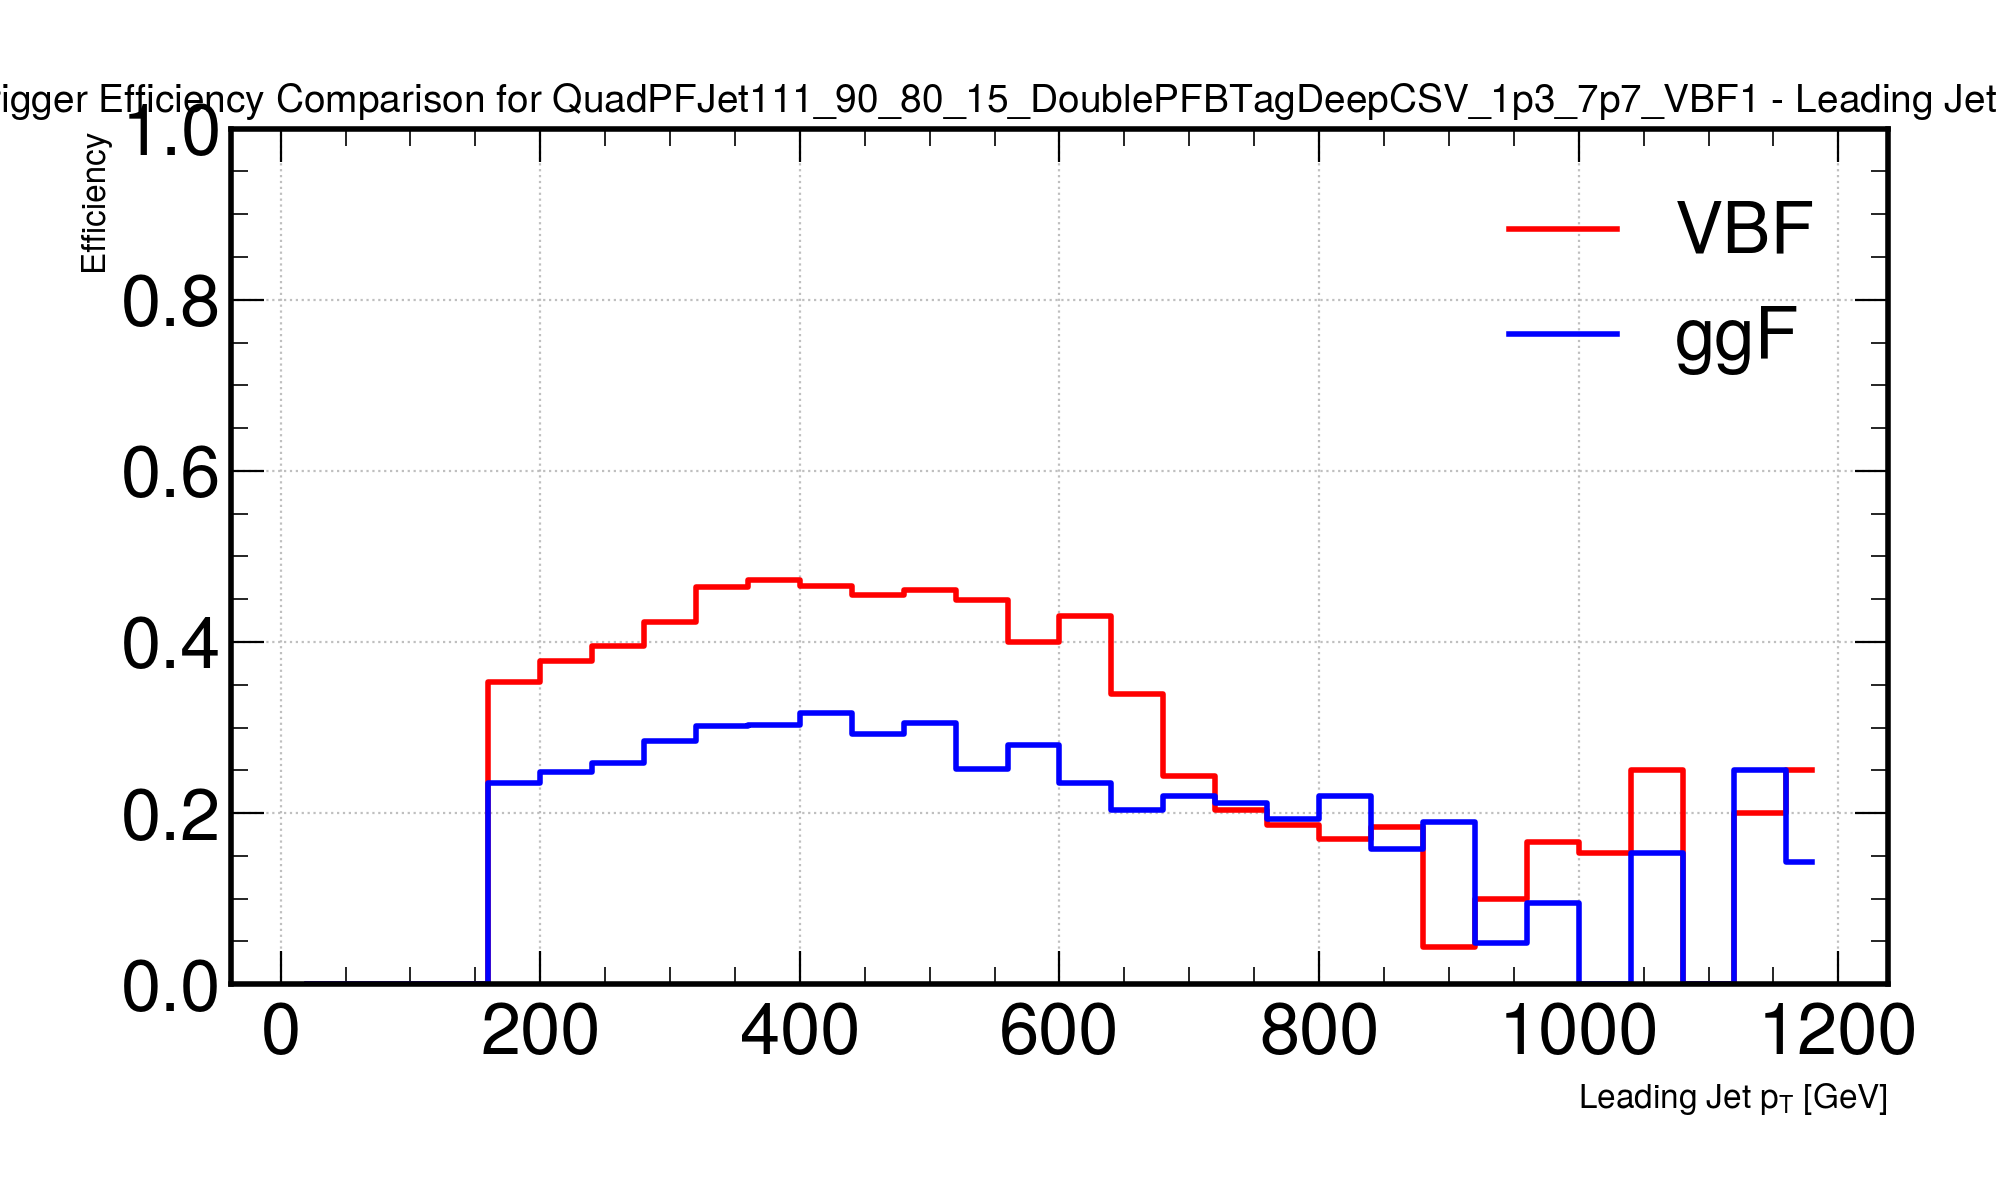 igger Efficiency Comparison for QuadPFJet111_90_80_15_DoublePFBTagDeepCSV_1p3_7p7_VBF1 - Leading Jet
Efficiency
1.0
0.8
0.6
0.4
0.2
0.0
VBF
ggF
0 200 400 600 800 1000 1200
Leading Jet pT [GeV]